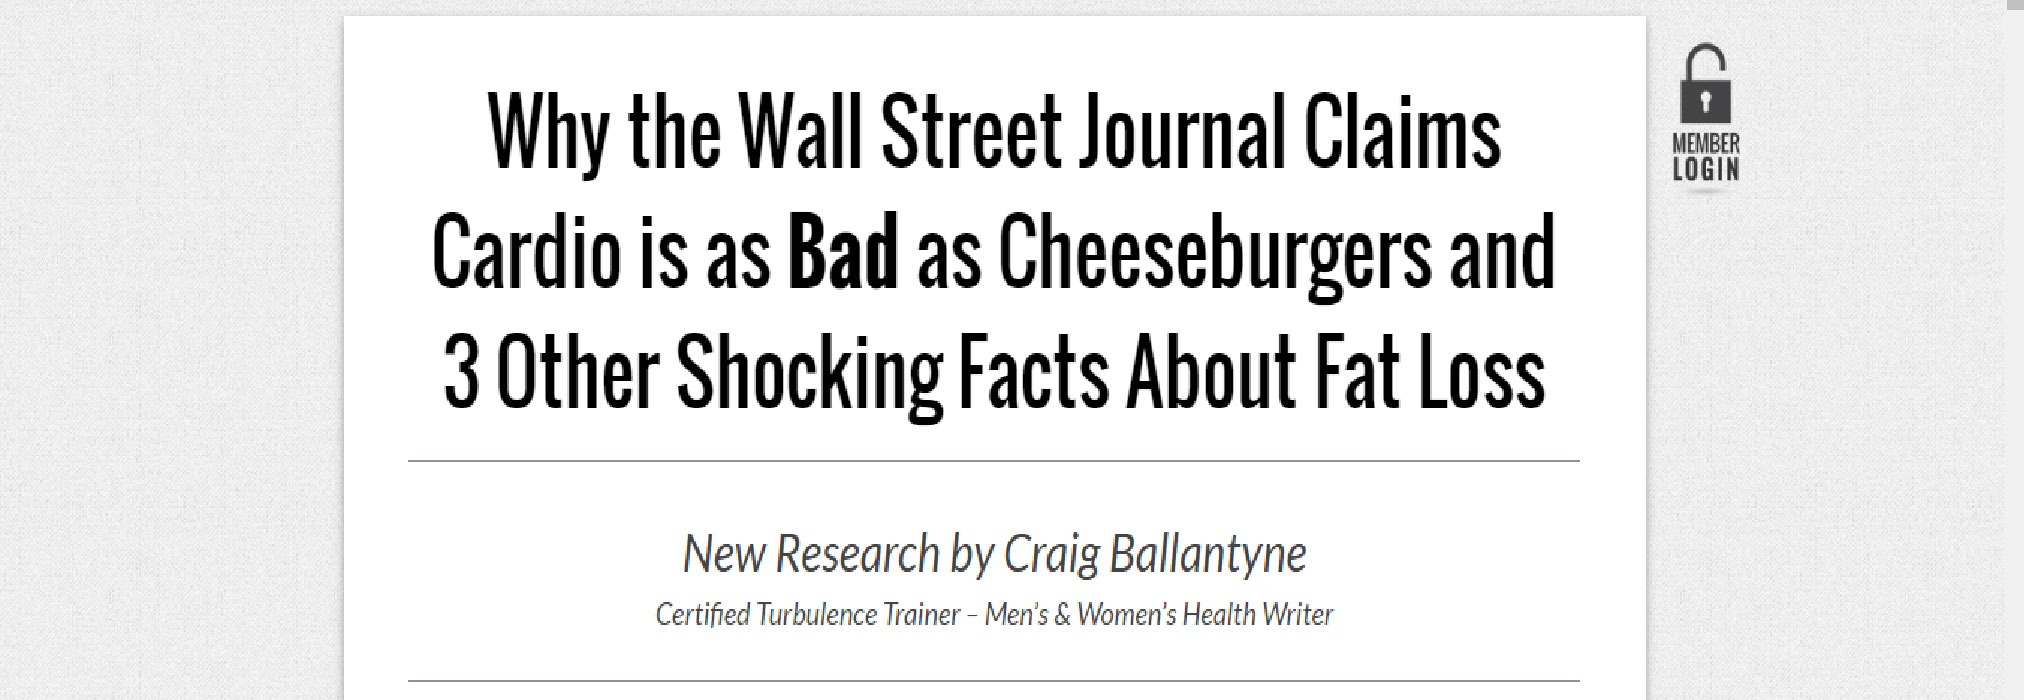 Why the Wall Street Journal Claims
Cardio is as Bad as Cheeseburgers and
3 Other Shocking Facts About Fat Loss
MEMBER
LOGIN
New Research by Craig Ballantyne
Certified Turbulence Trainer – Men's & Women's Health Writer